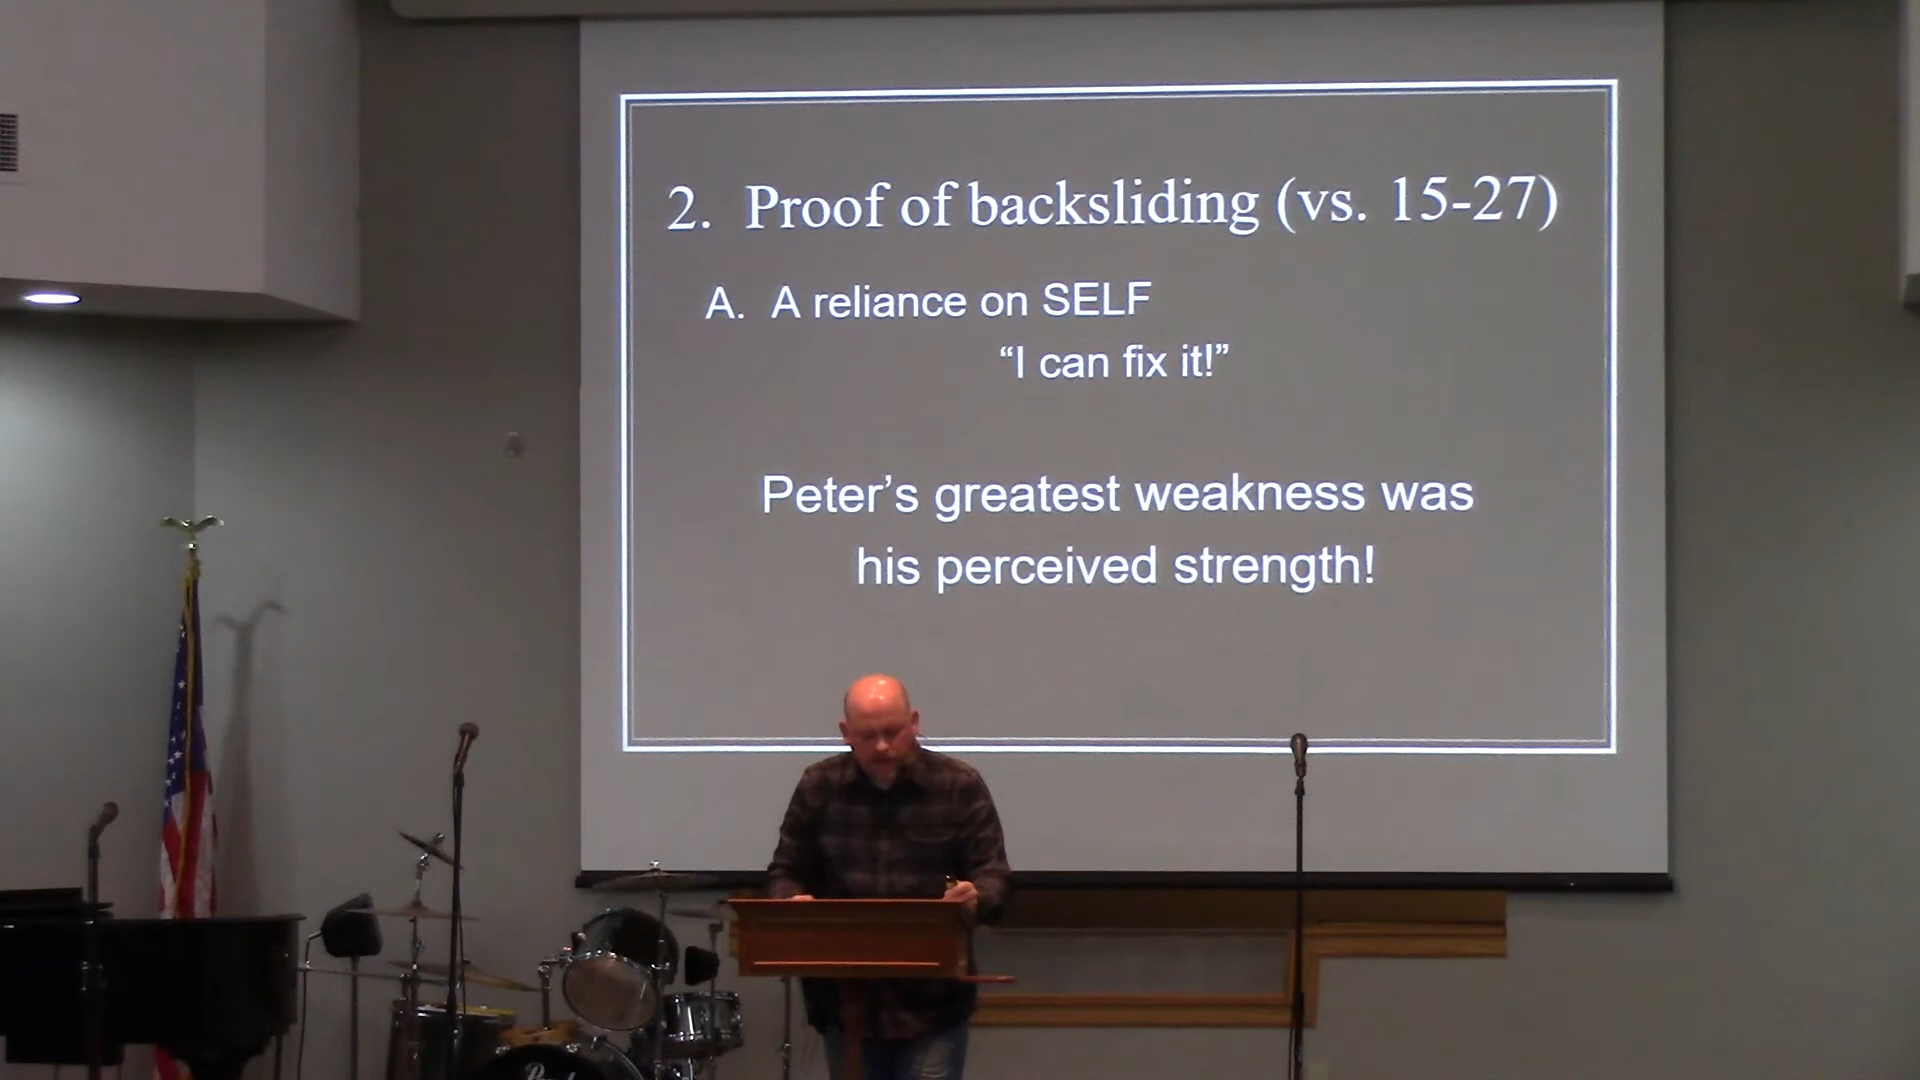 2. Proof of backsliding (vs. 15-27)
A. A reliance on SELF
“I can fix it!”
Peter’s greatest weakness was
his perceived strength!